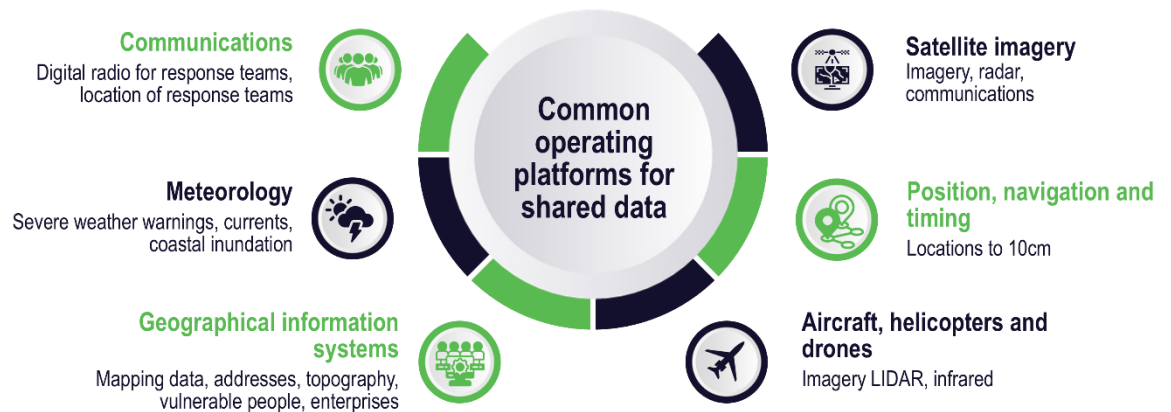 Communications
Digital radio for response teams,
location of response teams
Meteorology
Severe weather warnings, currents,
coastal inundation
Geographical information
systems
Mapping data, addresses, topography,
vulnerable people, enterprises
Common
operating
platforms for
shared data
Satellite imagery
Imagery, radar,
communications
Position, navigation and
timing
Locations to 10cm
Aircraft, helicopters and
drones
Imagery LIDAR, infrared